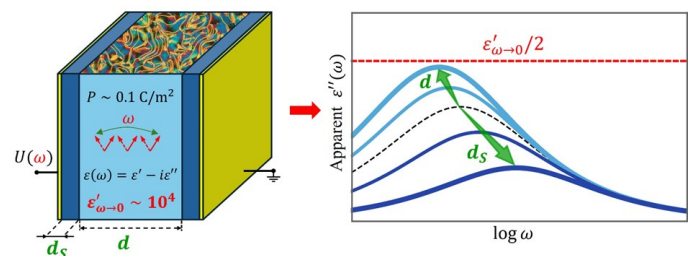 P ~ 0.1 C/m²
ω
U(ω)
ε(ω) = ε′ − iε″
ε′ω→0 ~ 10⁴
dS
d
Apparent ε″(ω)
ε′ω→0/2
d
dS
log ω